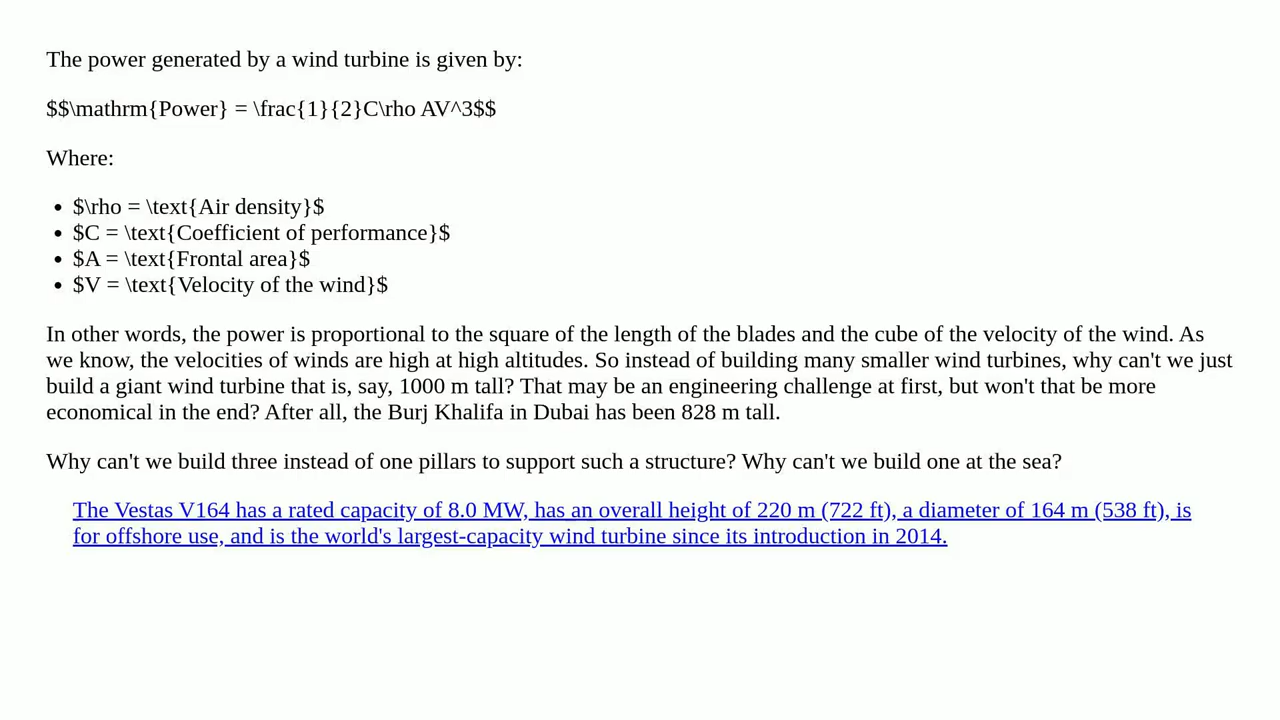 The power generated by a wind turbine is given by:
$$\mathrm{Power} = \frac{1}{2}C\rho AV^3$$
Where:
• $\rho = \text{Air density}$
• $C = \text{Coefficient of performance}$
• $A = \text{Frontal area}$
• $V = \text{Velocity of the wind}$
In other words, the power is proportional to the square of the length of the blades and the cube of the velocity of the wind. As
we know, the velocities of winds are high at high altitudes. So instead of building many smaller wind turbines, why can't we just
build a giant wind turbine that is, say, 1000 m tall? That may be an engineering challenge at first, but won't that be more
economical in the end? After all, the Burj Khalifa in Dubai has been 828 m tall.
Why can't we build three instead of one pillars to support such a structure? Why can't we build one at the sea?
The Vestas V164 has a rated capacity of 8.0 MW, has an overall height of 220 m (722 ft), a diameter of 164 m (538 ft), is
for offshore use, and is the world's largest-capacity wind turbine since its introduction in 2014.